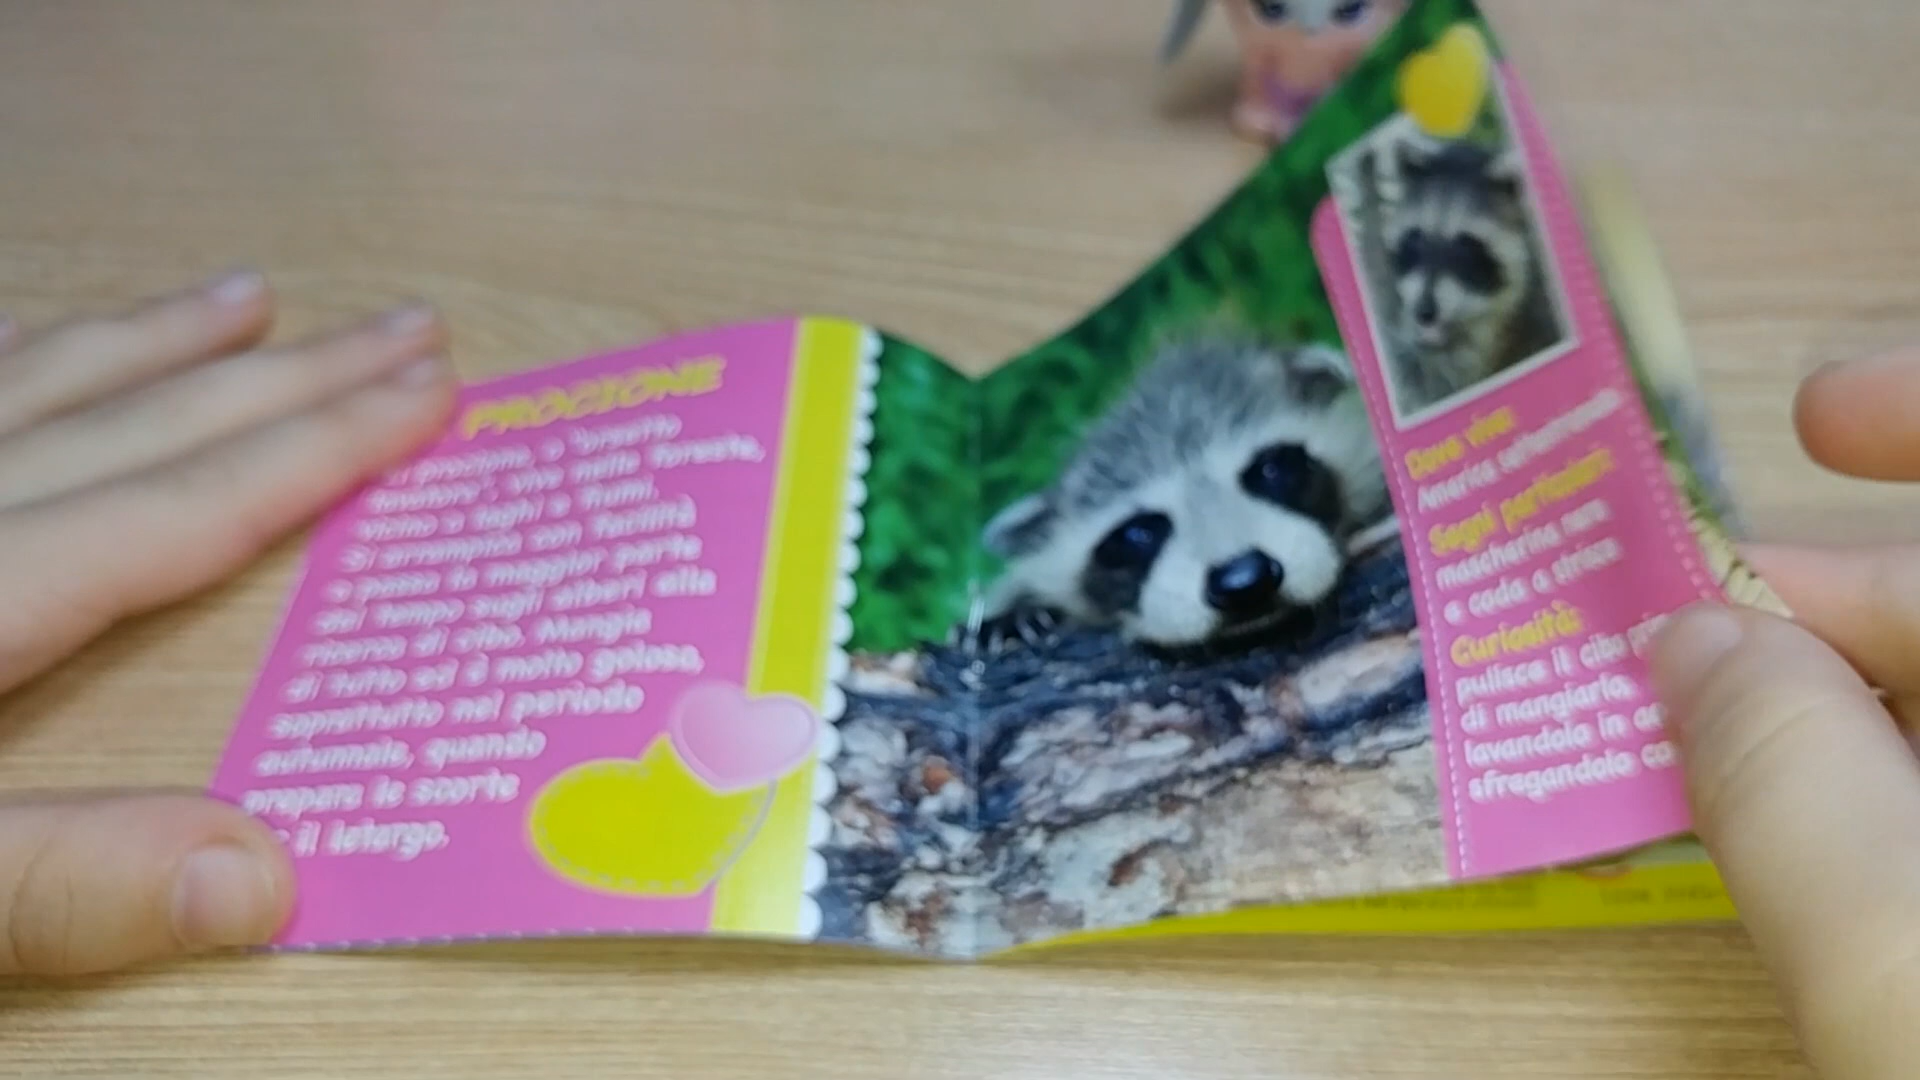 PROCIONE
Il procione, o "orsetto
lavatore", vive nelle foreste,
vicino a laghi e fiumi.
Si arrampica con facilità
e passa la maggior parte
del tempo sugli alberi alla
ricerca di cibo. Mangia
di tutto ed è molto goloso,
soprattutto nel periodo
autunnale, quando
prepara le scorte
il letargo.
Dove vive:
America settentrionale
Segni particolari:
mascherina nera
e coda a strisce
Curiosità:
pulisce il cibo
di mangiarlo,
lavandolo in
sfregandolo